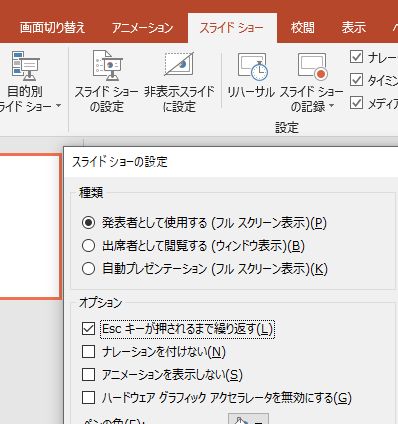 画面切り替え アニメーション スライド ショー 校閲 表示
目的別 スライド ショー 非表示スライド リハーサル スライド ショー ナレー
ライド ショー の設定 に設定 の記録 タイミン
メディア
設定
スライド ショーの設定
種類
発表者として使用する (フル スクリーン表示)(P)
出席者として閲覧する (ウィンドウ表示)(B)
自動プレゼンテーション (フル スクリーン表示)(K)
オプション
Esc キーが押されるまで繰り返す(L)
ナレーションを付けない(N)
アニメーションを表示しない(S)
ハードウェア グラフィック アクセラレータを無効にする(G)
ペンの色(E):